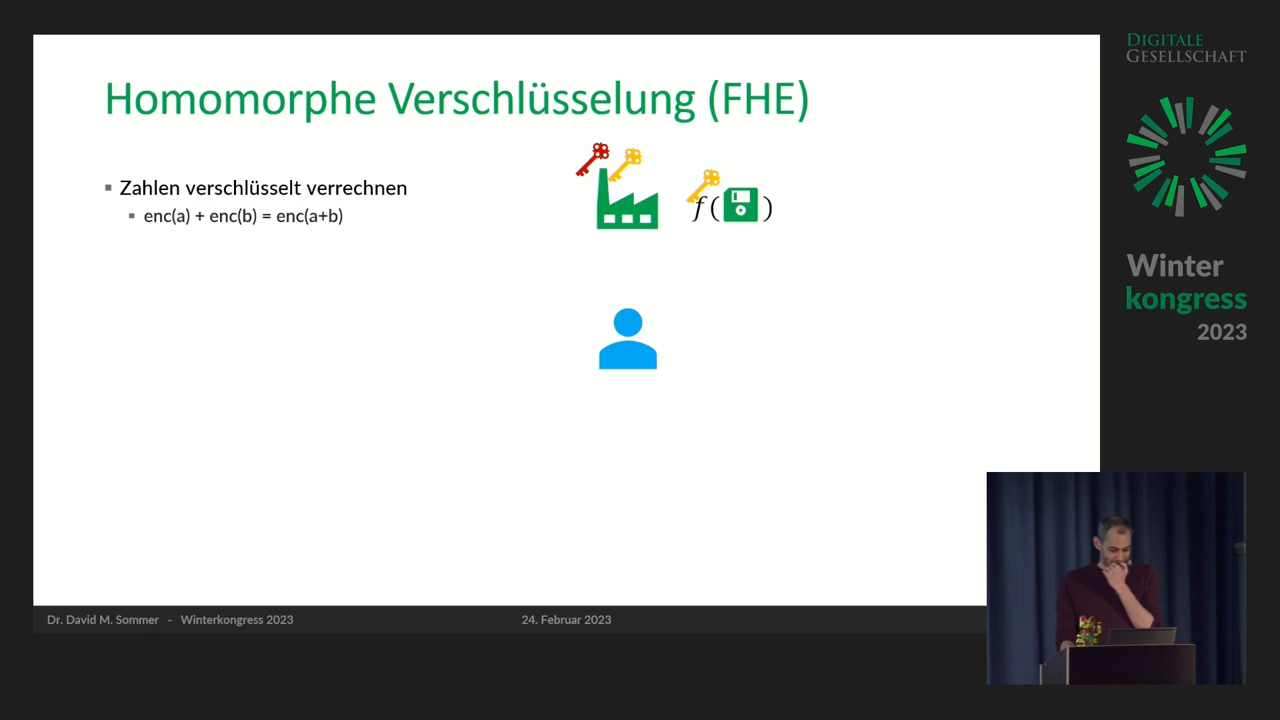 Homomorphe Verschlüsselung (FHE)
Zahlen verschlüsselt verrechnen
enc(a) + enc(b) = enc(a+b)
f( )
Dr. David M. Sommer - Winterkongress 2023
24. Februar 2023
DIGITALE
GESELLSCHAFT
Winter
kongress
2023